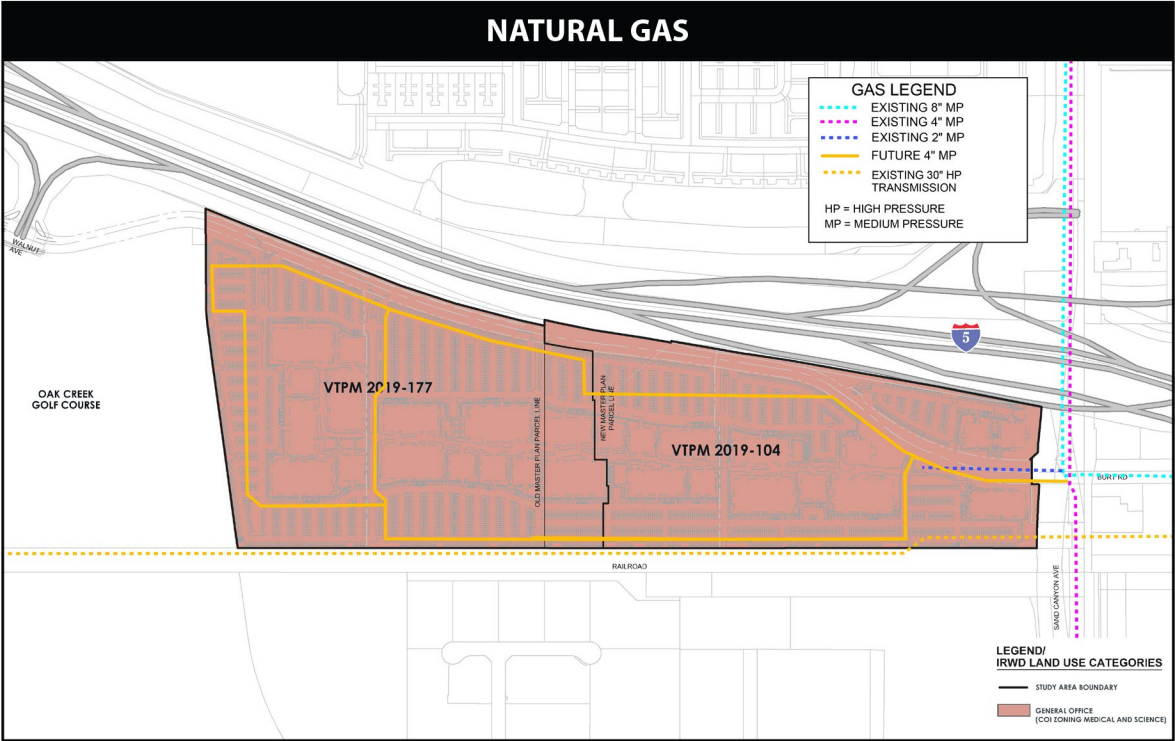 NATURAL GAS
GAS LEGEND
EXISTING 8" MP
EXISTING 4" MP
EXISTING 2" MP
FUTURE 4" MP
EXISTING 30" HP
TRANSMISSION
HP = HIGH PRESSURE
MP = MEDIUM PRESSURE
WALNUT
AVE
5
OAK CREEK
GOLF COURSE
VTPM 2019-177
OLD MASTER PLAN PARCEL LINE
NEW MASTER PLAN
PARCEL LINE
VTPM 2019-104
BURT RD
RAILROAD
SAND CANYON AVE
LEGEND/
IRWD LAND USE CATEGORIES
STUDY AREA BOUNDARY
GENERAL OFFICE
(COI ZONING MEDICAL AND SCIENCE)